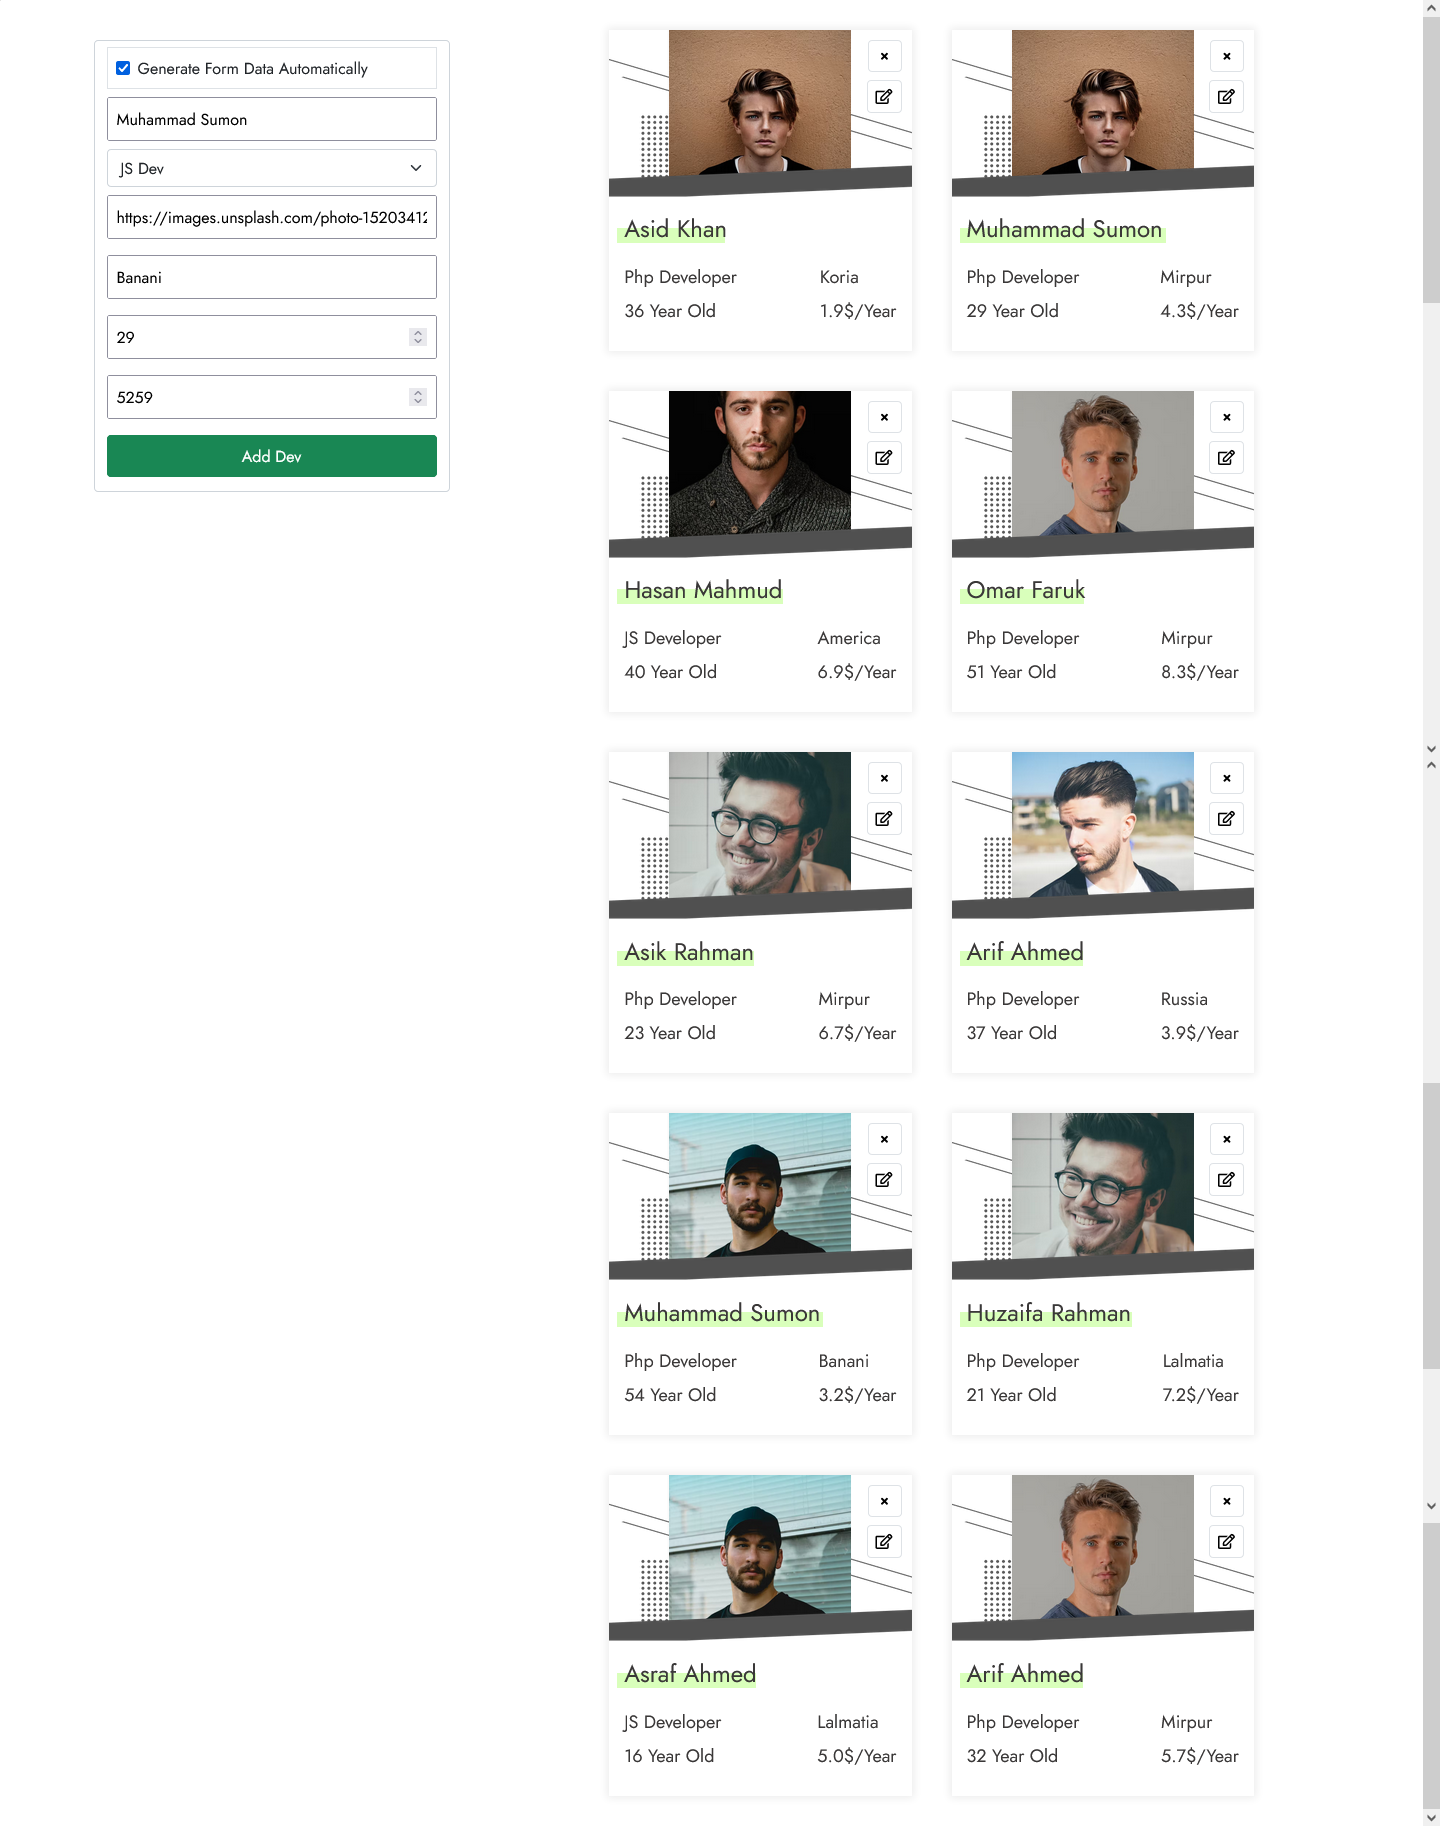 Generate Form Data Automatically
Muhammad Sumon
JS Dev
https://images.unsplash.com/photo-15203412
Banani
29
5259
Add Dev
Asid Khan
Php Developer Koria
36 Year Old 1.9$/Year
Muhammad Sumon
Php Developer Mirpur
29 Year Old 4.3$/Year
Hasan Mahmud
JS Developer America
40 Year Old 6.9$/Year
Omar Faruk
Php Developer Mirpur
51 Year Old 8.3$/Year
Asik Rahman
Php Developer Mirpur
23 Year Old 6.7$/Year
Arif Ahmed
Php Developer Russia
37 Year Old 3.9$/Year
Muhammad Sumon
Php Developer Banani
54 Year Old 3.2$/Year
Huzaifa Rahman
Php Developer Lalmatia
21 Year Old 7.2$/Year
Asraf Ahmed
JS Developer Lalmatia
16 Year Old 5.0$/Year
Arif Ahmed
Php Developer Mirpur
32 Year Old 5.7$/Year